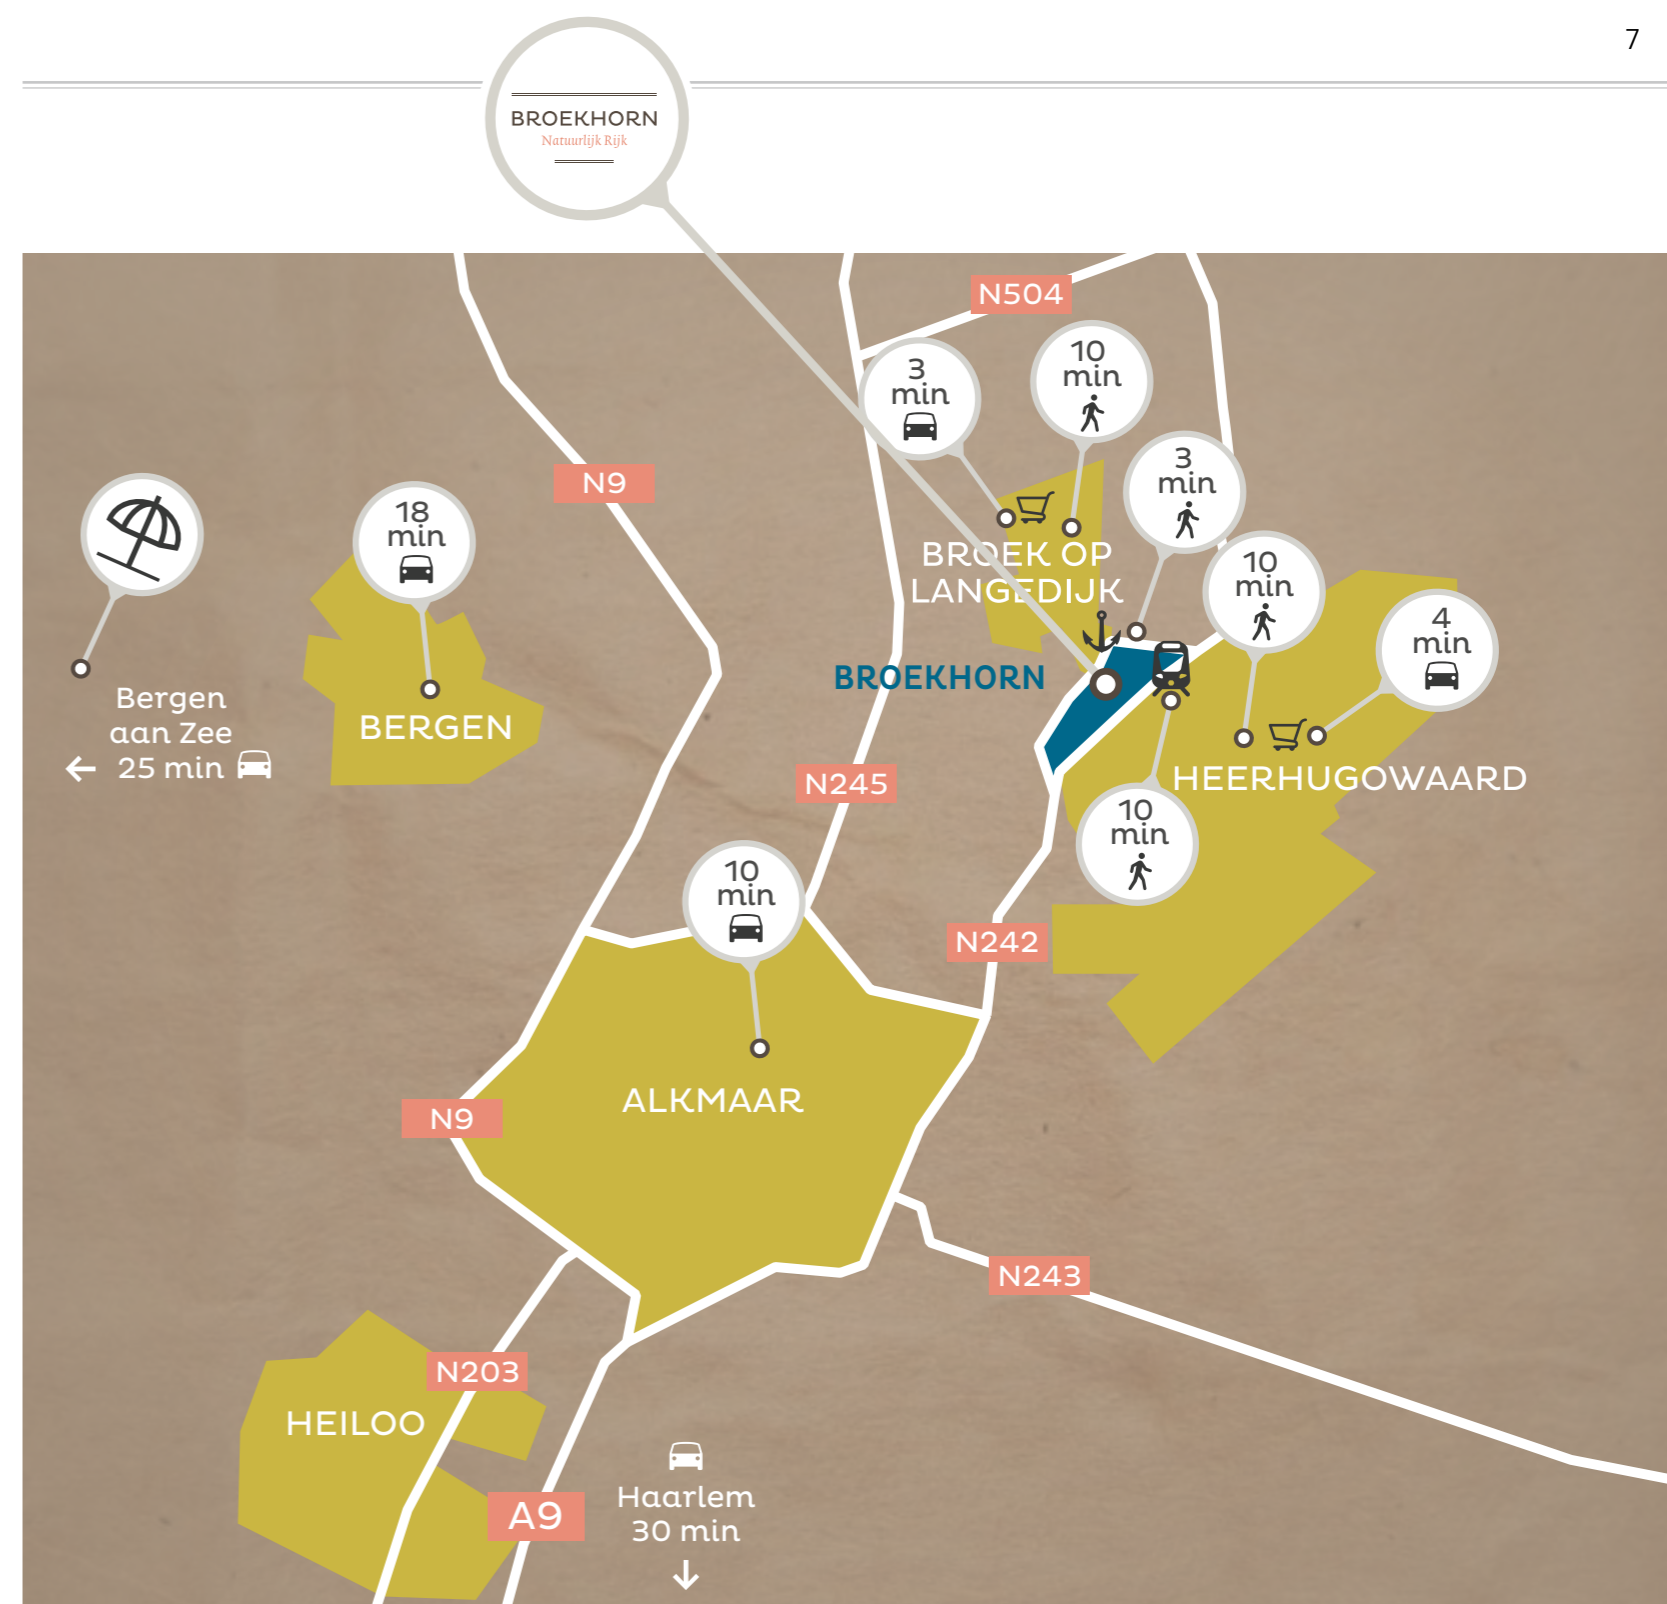 7
BROEKHORN
Natuurlijk Rijk
N504
3
min
10
min
3
min
N9
18
min
BROEK OP
LANGEDIJK
10
min
4
min
BROEKHORN
Bergen
aan Zee
25 min
BERGEN
N245
HEERHUGOWAARD
10
min
10
min
N242
ALKMAAR
N9
N243
N203
HEILOO
Haarlem
30 min
A9